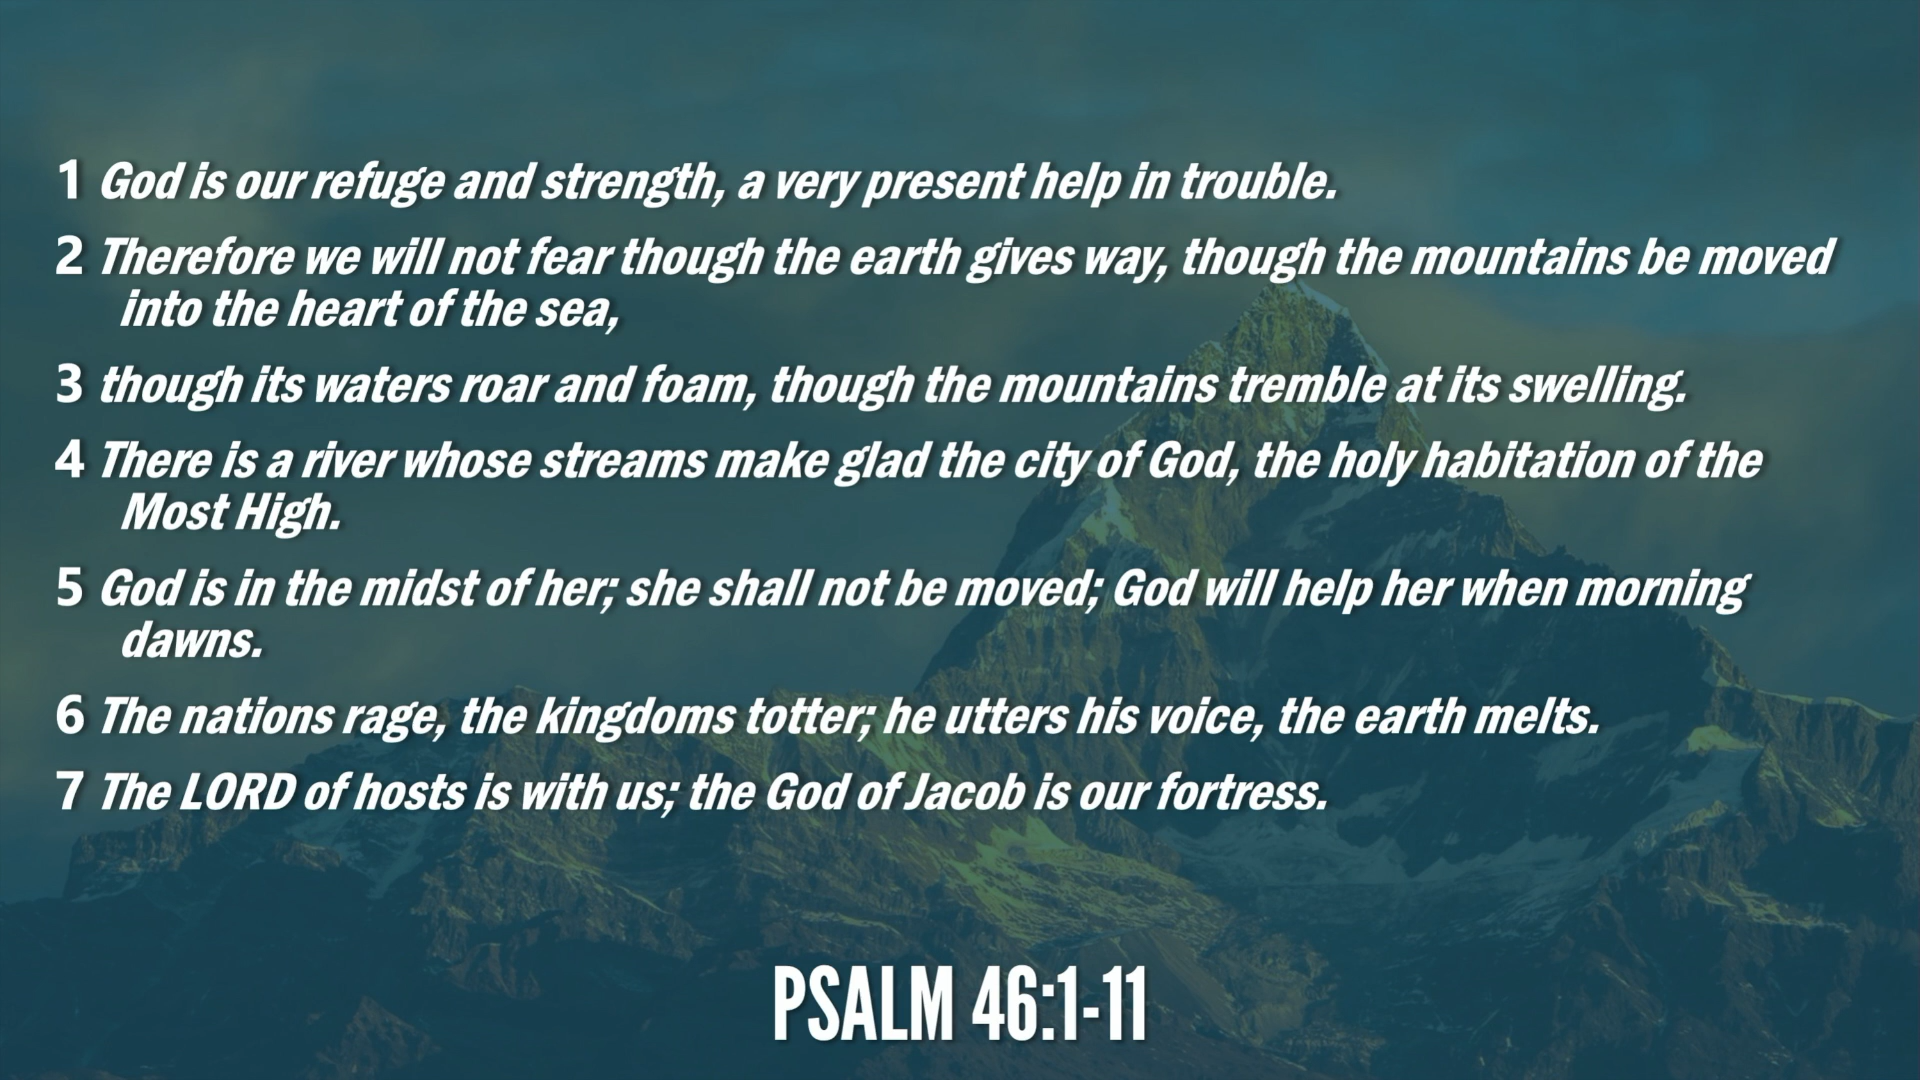 1 God is our refuge and strength, a very present help in trouble.
2 Therefore we will not fear though the earth gives way, though the mountains be moved
into the heart of the sea,
3 though its waters roar and foam, though the mountains tremble at its swelling.
4 There is a river whose streams make glad the city of God, the holy habitation of the
Most High.
5 God is in the midst of her; she shall not be moved; God will help her when morning
dawns.
6 The nations rage, the kingdoms totter; he utters his voice, the earth melts.
7 The LORD of hosts is with us; the God of Jacob is our fortress.
PSALM 46:1-11